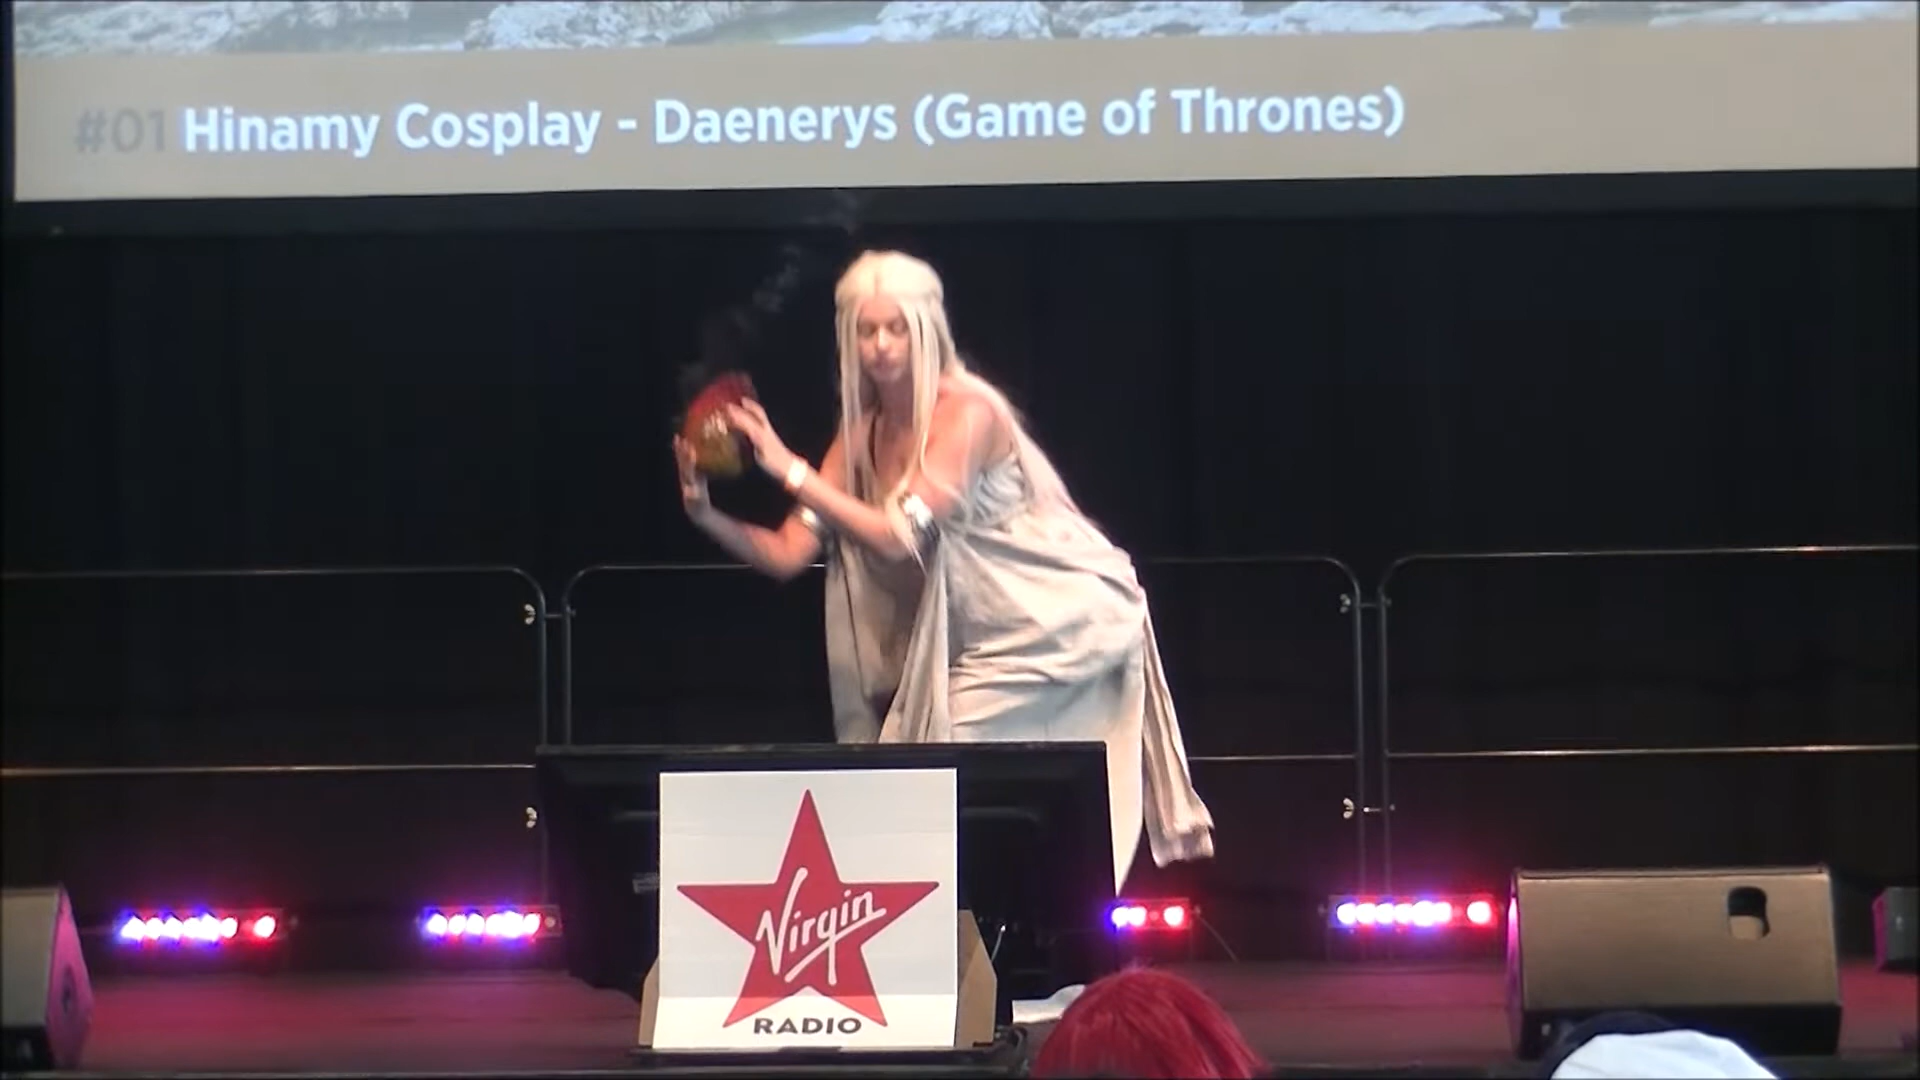 #01 Hinamy Cosplay - Daenerys (Game of Thrones)
Virgin
RADIO